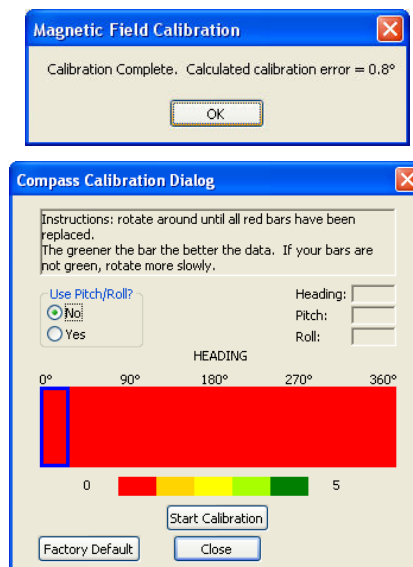 Magnetic Field Calibration
Calibration Complete. Calculated calibration error = 0.8°
OK
Compass Calibration Dialog
Instructions: rotate around until all red bars have been
replaced.
The greener the bar the better the data. If your bars are
not green, rotate more slowly.
Use Pitch/Roll?
No
Yes
Heading:
Pitch:
Roll:
HEADING
0° 90° 180° 270° 360°
0 5
Start Calibration
Factory Default Close